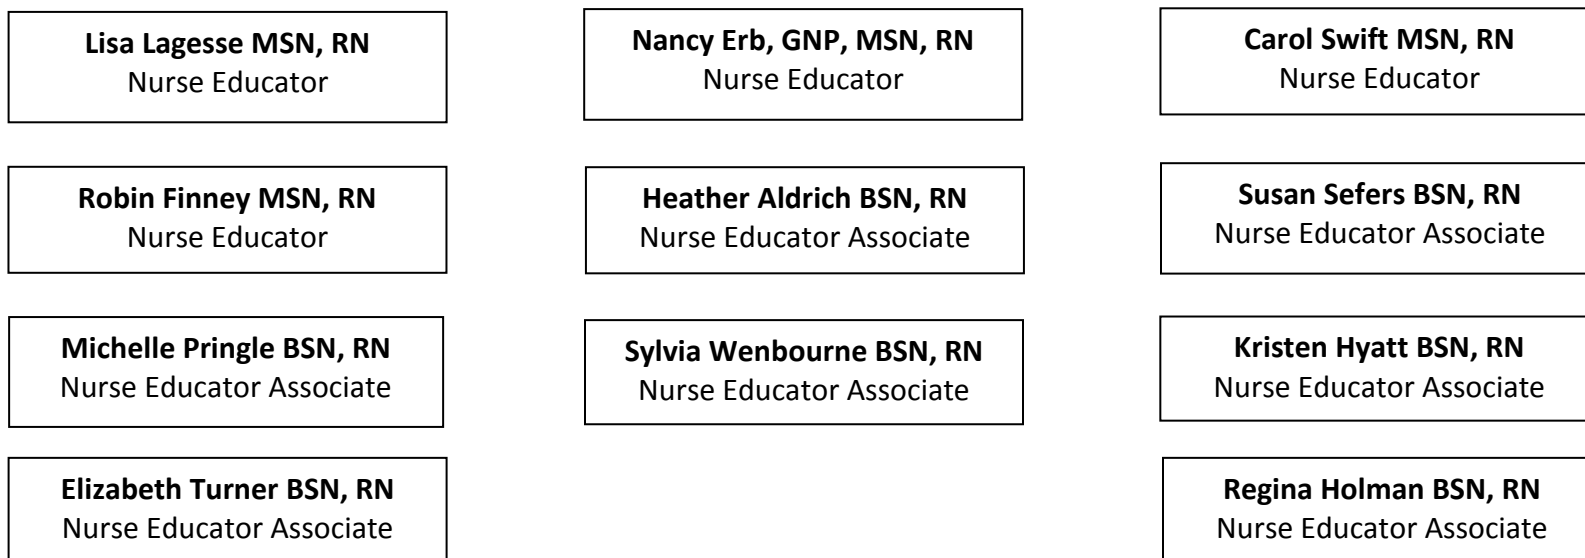 Lisa Lagesse MSN, RN
Nurse Educator
Nancy Erb, GNP, MSN, RN
Nurse Educator
Carol Swift MSN, RN
Nurse Educator
Robin Finney MSN, RN
Nurse Educator
Heather Aldrich BSN, RN
Nurse Educator Associate
Susan Sefers BSN, RN
Nurse Educator Associate
Michelle Pringle BSN, RN
Nurse Educator Associate
Sylvia Wenbourne BSN, RN
Nurse Educator Associate
Kristen Hyatt BSN, RN
Nurse Educator Associate
Elizabeth Turner BSN, RN
Nurse Educator Associate
Regina Holman BSN, RN
Nurse Educator Associate